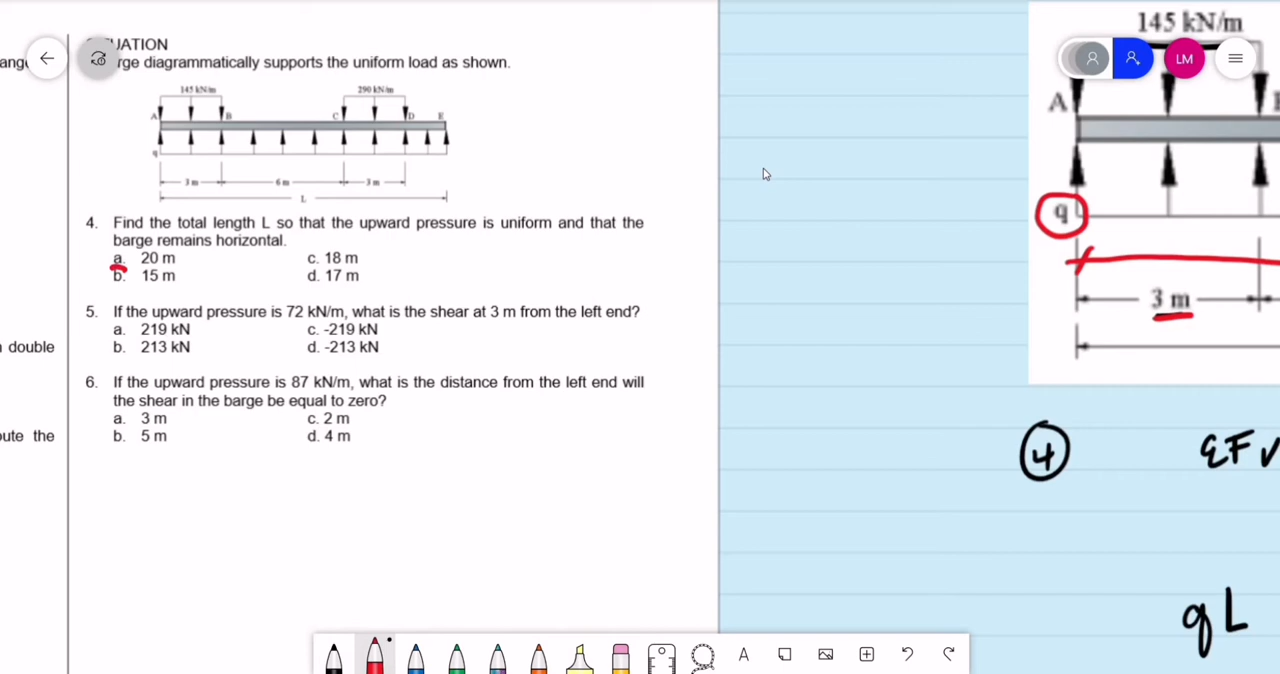 UATION
ang
rge diagrammatically supports the uniform load as shown.
145 kN/m
290 kN/m
A
B
C
D
E
q
3 m
6 m
3 m
L
4. Find the total length L so that the upward pressure is uniform and that the
barge remains horizontal.
a. 20 m
c. 18 m
b. 15 m
d. 17 m
5. If the upward pressure is 72 kN/m, what is the shear at 3 m from the left end?
a. 219 kN
c. -219 kN
b. 213 kN
d. -213 kN
double
6. If the upward pressure is 87 kN/m, what is the distance from the left end will
the shear in the barge be equal to zero?
a. 3 m
c. 2 m
b. 5 m
d. 4 m
ute the
145 kN/m
LM
A
q
3 m
4
ΣFv
qL
A